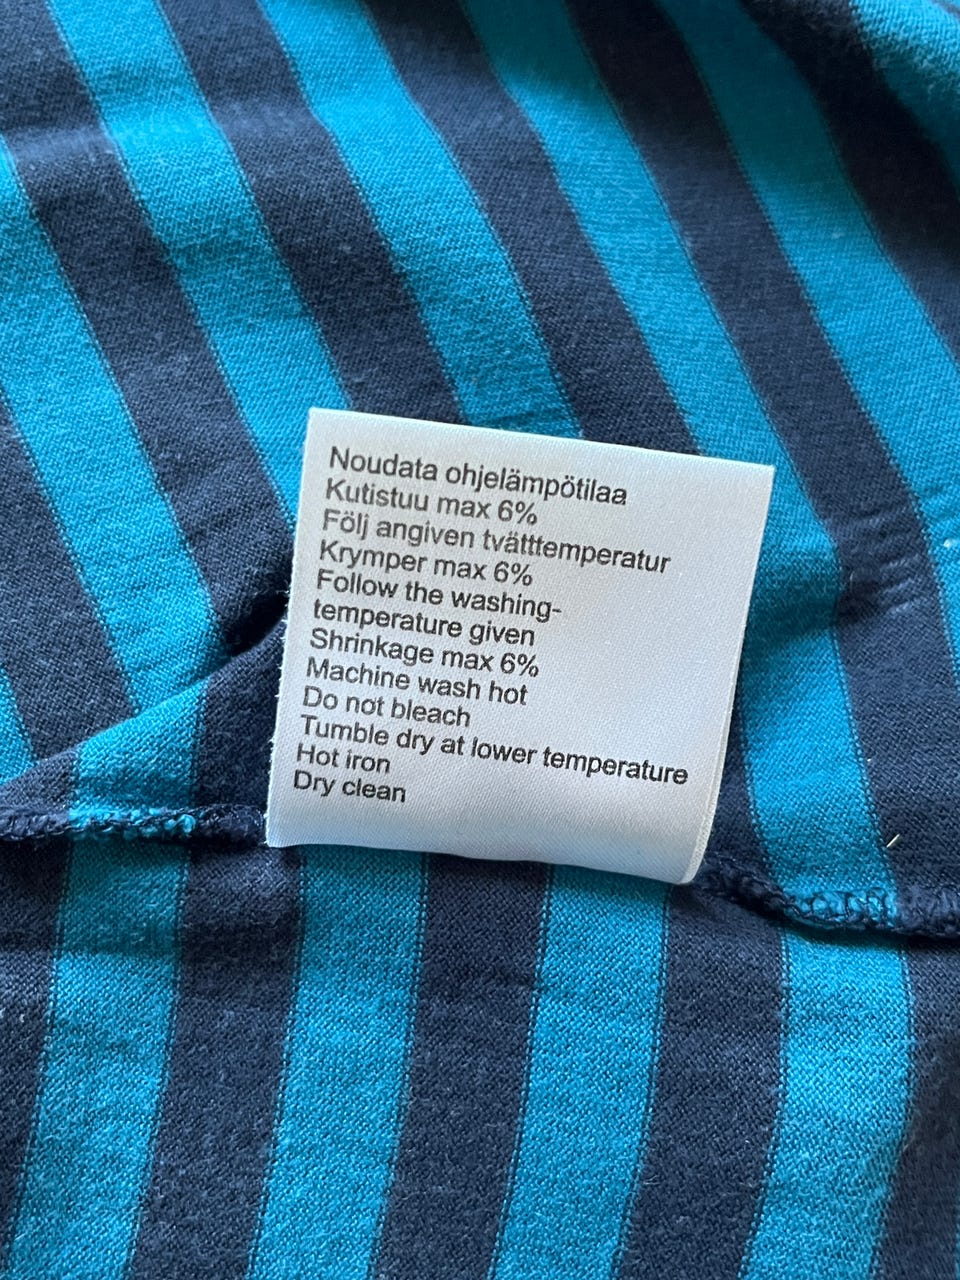 Noudata ohjelämpötilaa
Kutistuu max 6%
Följ angiven tvätttemperatur
Krymper max 6%
Follow the washing-
temperature given
Shrinkage max 6%
Machine wash hot
Do not bleach
Tumble dry at lower temperature
Hot iron
Dry clean